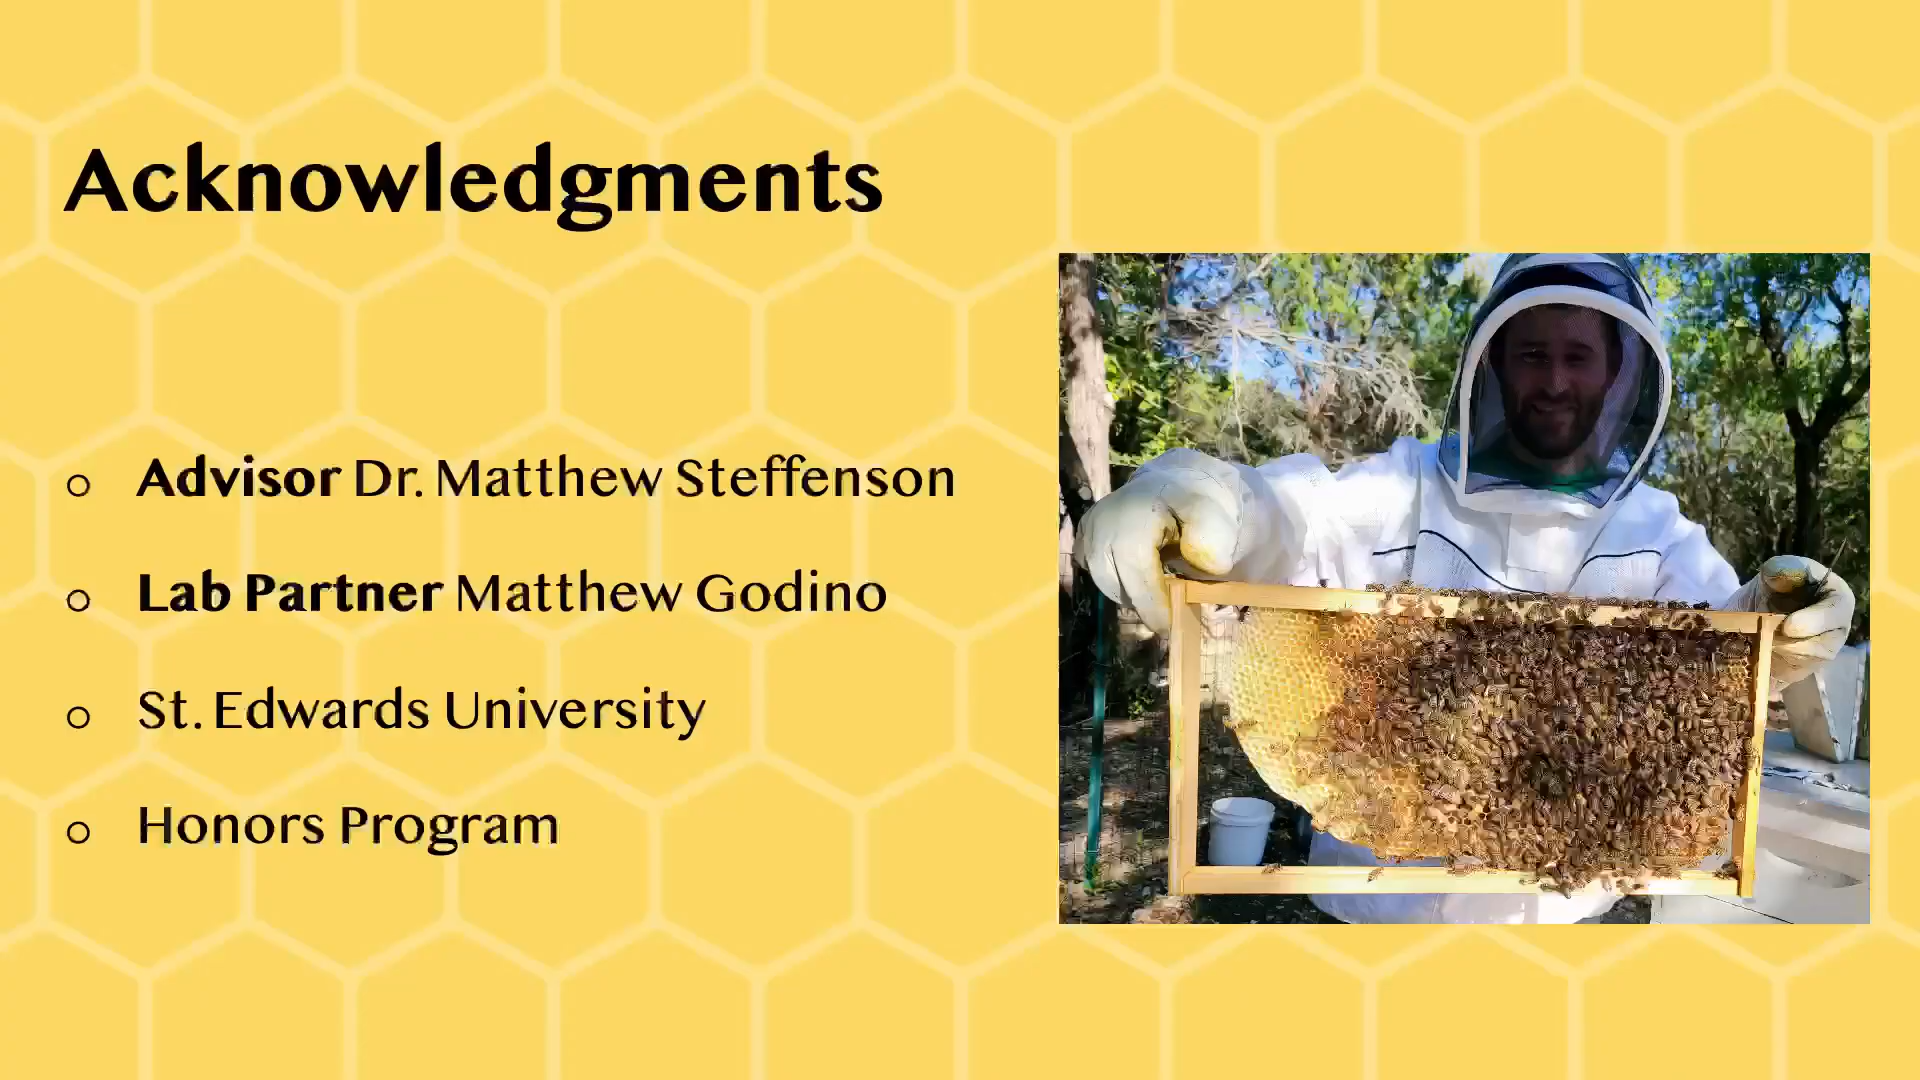 Acknowledgments
Advisor Dr. Matthew Steffenson
Lab Partner Matthew Godino
St. Edwards University
Honors Program